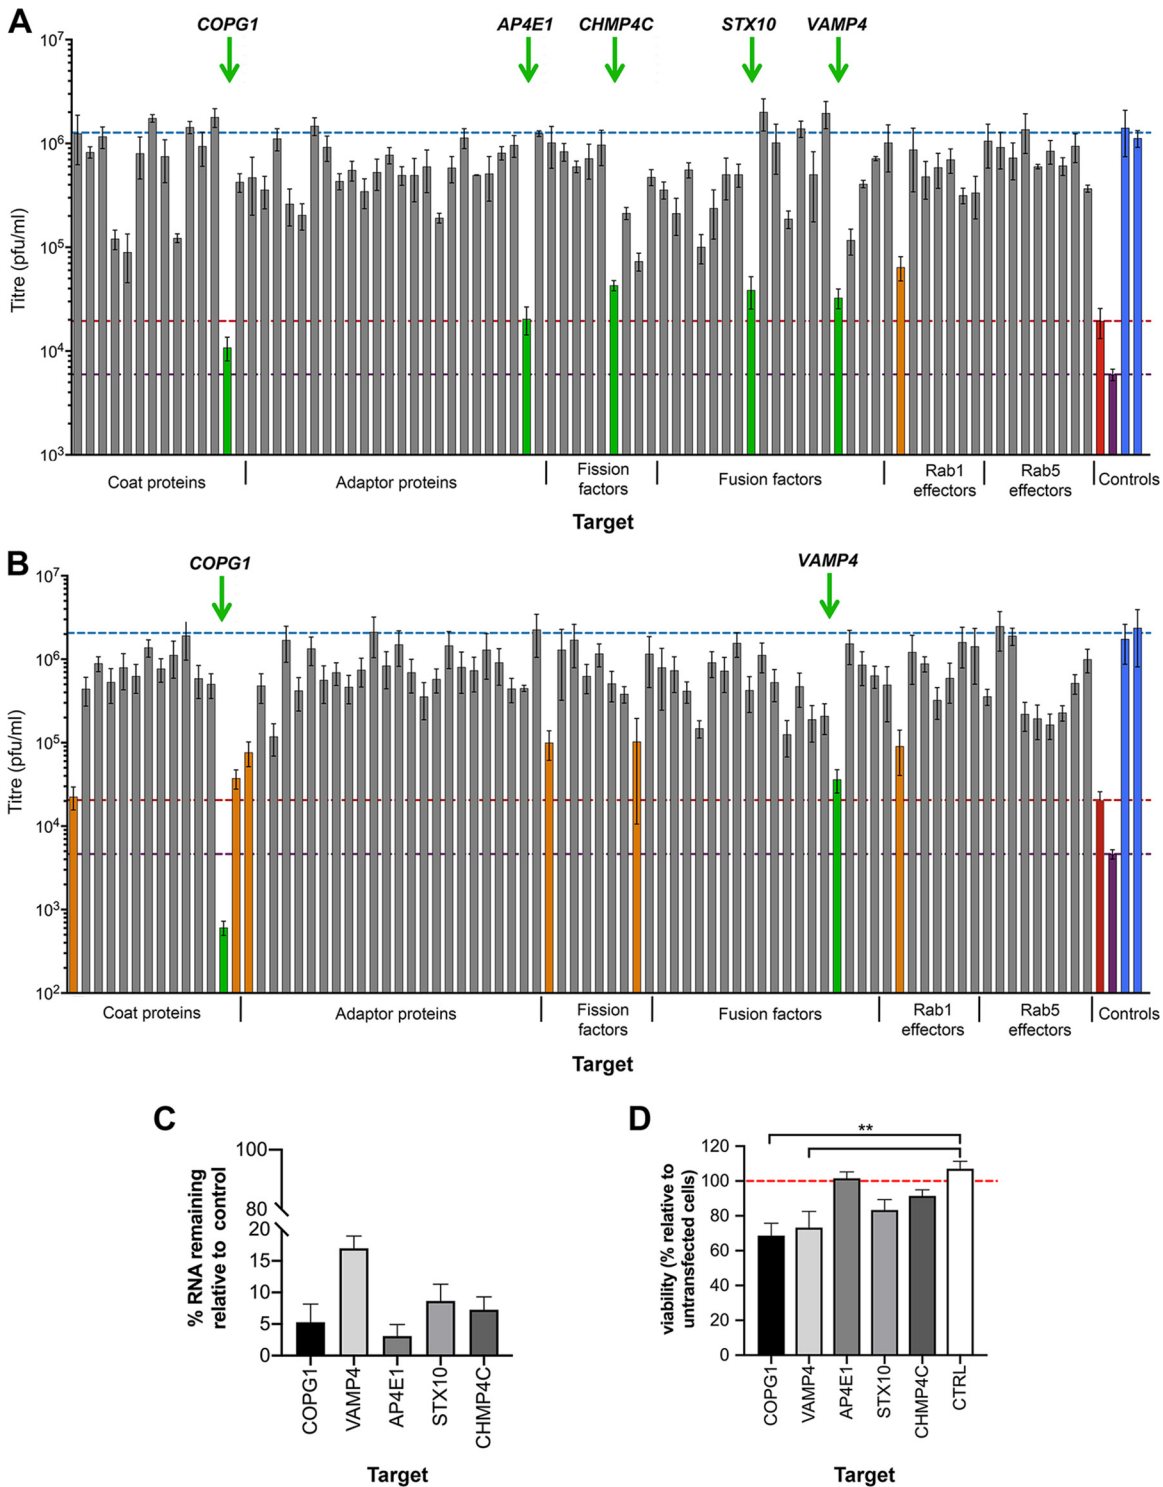 A
COPG1 AP4E1 CHMP4C STX10 VAMP4
10⁷
10⁶
10⁵
10⁴
10³
Titre (pfu/ml)
Coat proteins Adaptor proteins Fission factors Fusion factors Rab1 effectors Rab5 effectors Controls
Target
B
COPG1 VAMP4
10⁷
10⁶
10⁵
10⁴
10³
10²
Titre (pfu/ml)
Coat proteins Adaptor proteins Fission factors Fusion factors Rab1 effectors Rab5 effectors Controls
Target
C
% RNA remaining
relative to control
100
80
20
15
10
5
0
COPG1
VAMP4
AP4E1
STX10
CHMP4C
Target
D
**
viability (% relative to
untransfected cells)
120
100
80
60
40
20
0
COPG1
VAMP4
AP4E1
STX10
CHMP4C
CTRL
Target